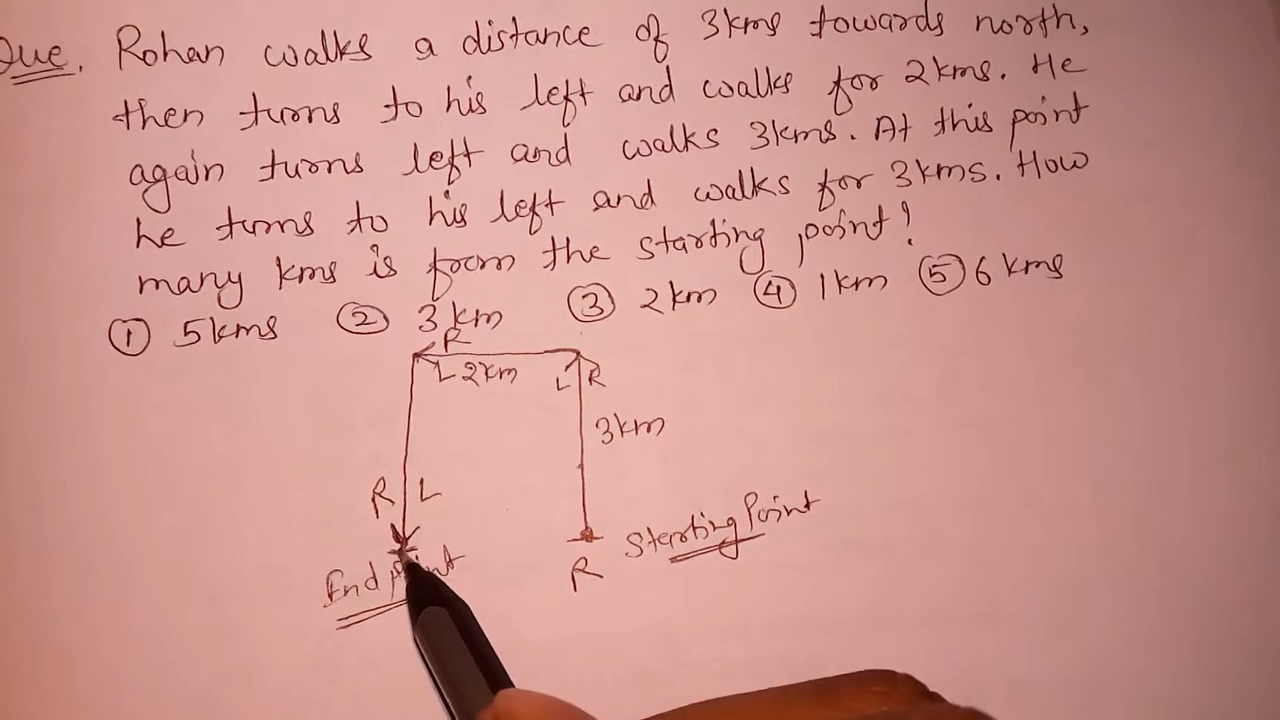 Que. Rohan walks a distance of 3kms towards north,
then turns to his left and walks for 2kms. He
again turns left and walks 3kms. At this point
he turns to his left and walks for 3kms. How
many kms is from the starting point?
① 5kms ② 3km ③ 2km ④ 1km ⑤ 6kms
R
L 2km L R
3km
R L
Starting Point
End point
R